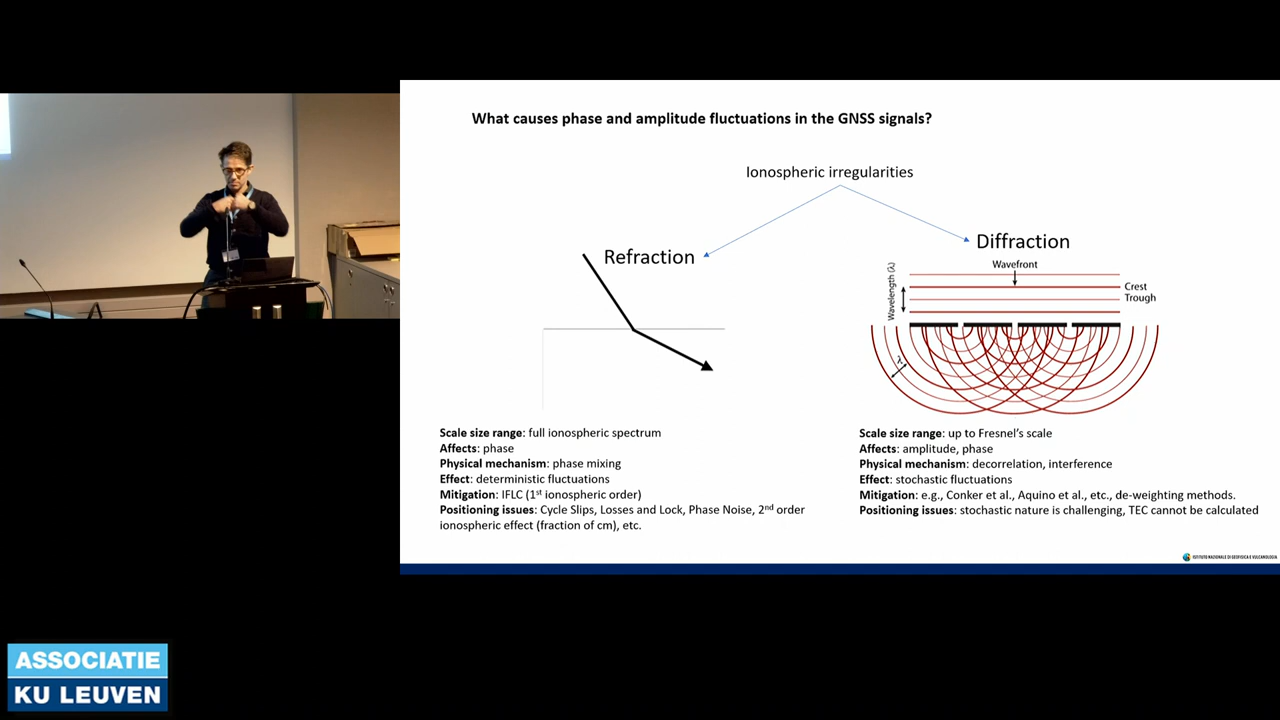 What causes phase and amplitude fluctuations in the GNSS signals?
Ionospheric irregularities
Refraction
Diffraction
Wavefront
Wavelength (λ)
Crest
Trough
λ
Scale size range: full ionospheric spectrum
Affects: phase
Physical mechanism: phase mixing
Effect: deterministic fluctuations
Mitigation: IFLC (1st ionospheric order)
Positioning issues: Cycle Slips, Losses and Lock, Phase Noise, 2nd order
ionospheric effect (fraction of cm), etc.
Scale size range: up to Fresnel's scale
Affects: amplitude, phase
Physical mechanism: decorrelation, interference
Effect: stochastic fluctuations
Mitigation: e.g., Conker et al., Aquino et al., etc., de-weighting methods.
Positioning issues: stochastic nature is challenging, TEC cannot be calculated
ISTITUTO NAZIONALE DI GEOFISICA E VULCANOLOGIA
ASSOCIATIE
KU LEUVEN